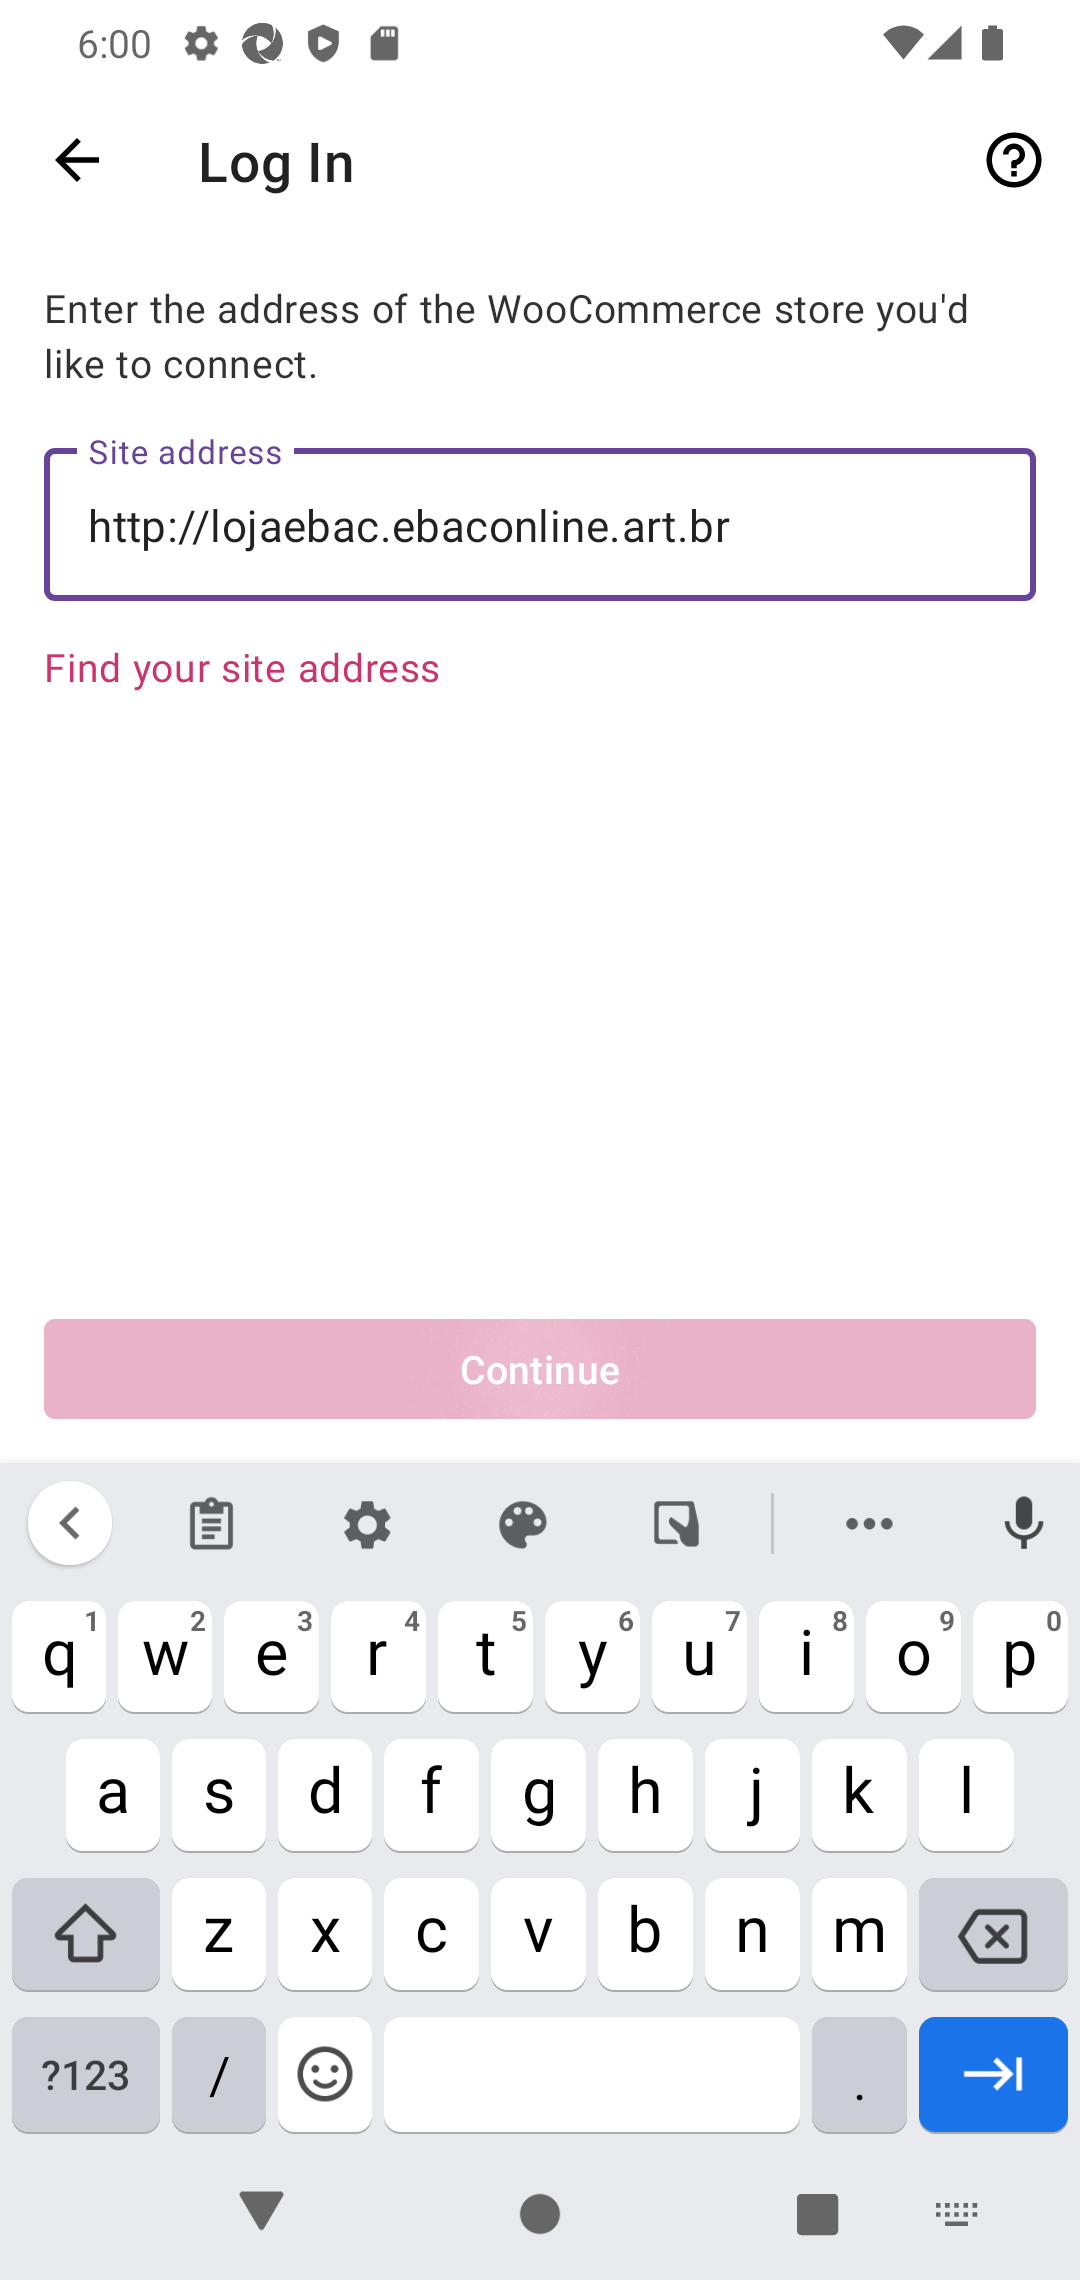 6:00
Log In
Enter the address of the WooCommerce store you'd
like to connect.
Site address
http://lojaebac.ebaconline.art.br
Find your site address
Continue
q 1 w 2 e 3 r 4 t 5 y 6 u 7 i 8 o 9 p 0
a s d f g h j k l
z x c v b n m
?123 / .